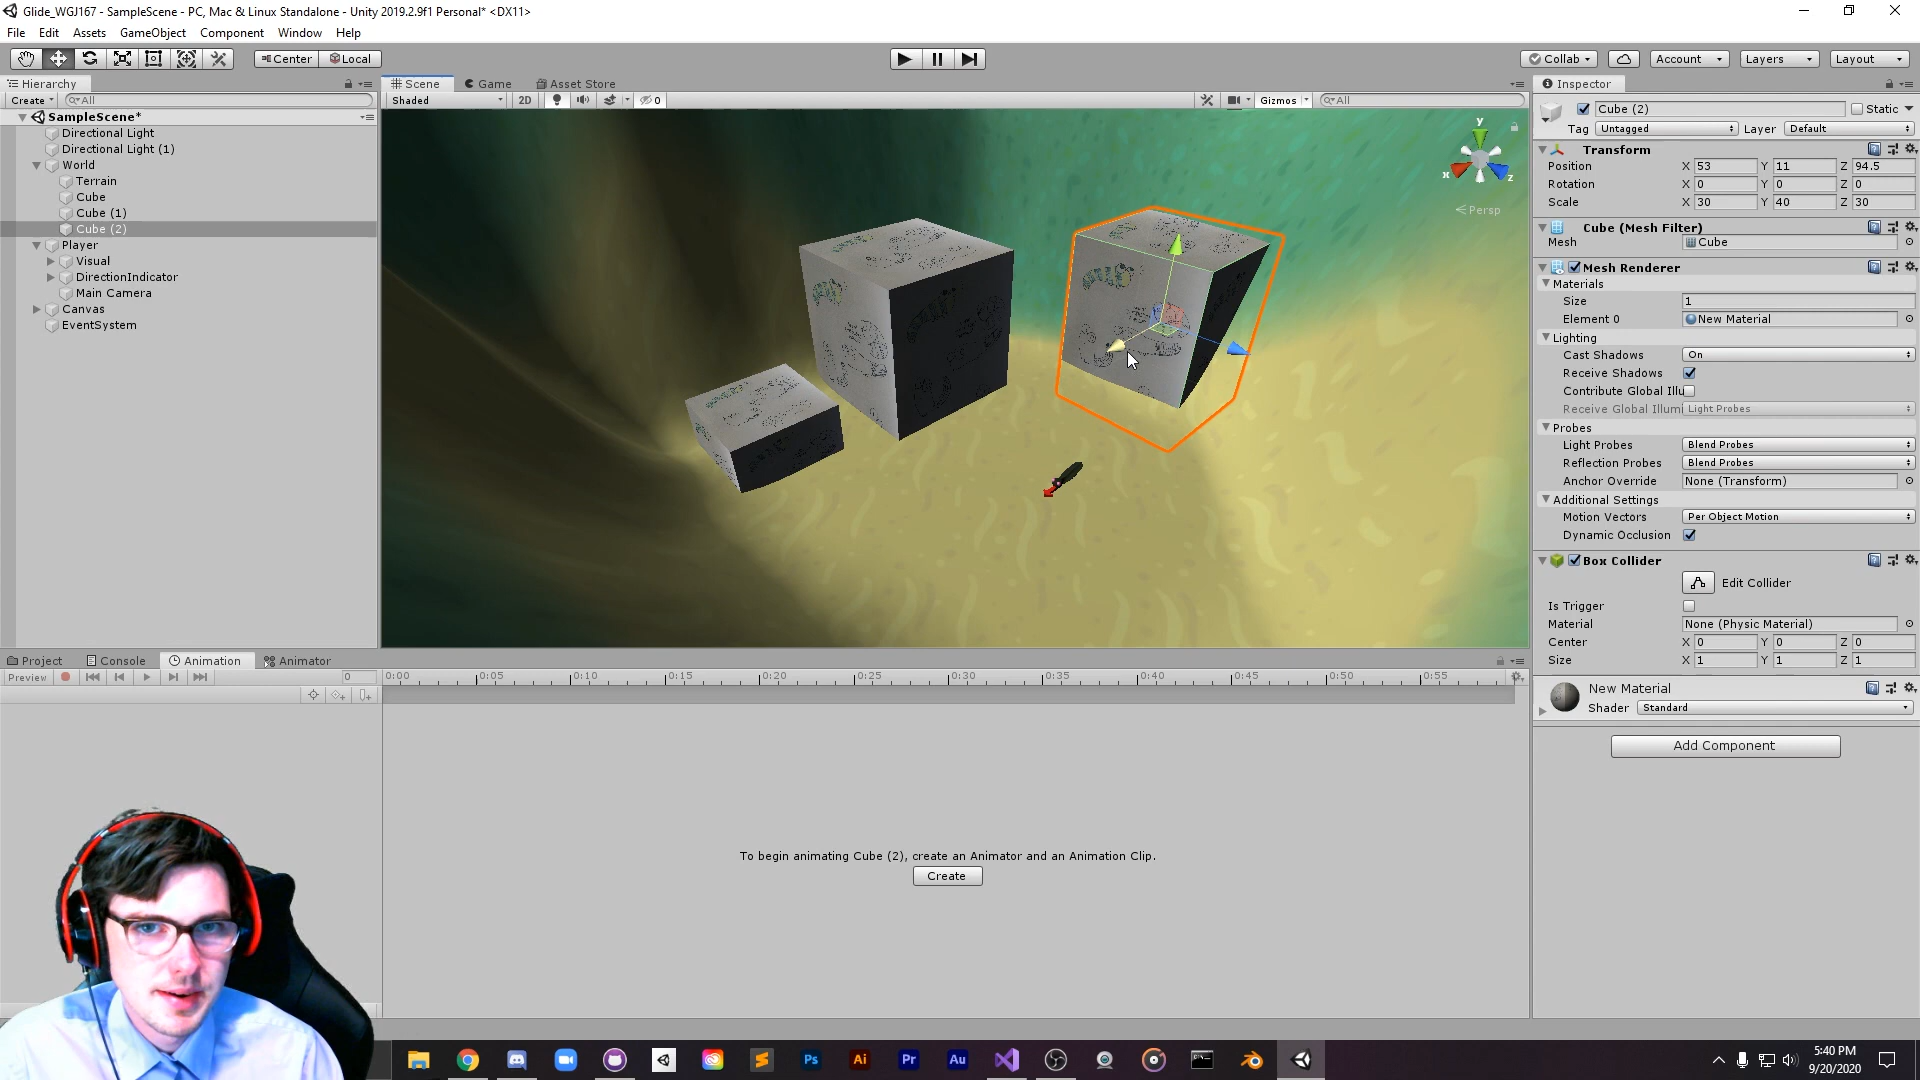 Glide_WGJ167 - SampleScene - PC, Mac & Linux Standalone - Unity 2019.2.9f1 Personal* <DX11>
File Edit Assets GameObject Component Window Help
Center Local Collab Account Layers Layout
Hierarchy
Create All
SampleScene*
Directional Light
Directional Light (1)
World
Terrain
Cube
Cube (1)
Cube (2)
Player
Visual
DirectionIndicator
Main Camera
Canvas
EventSystem
Scene Game Asset Store
Shaded 2D 0 Gizmos All
y
x z
Persp
Project Console Animation Animator
Preview 0 0:00 0:05 0:10 0:15 0:20 0:25 0:30 0:35 0:40 0:45 0:50 0:55
To begin animating Cube (2), create an Animator and an Animation Clip.
Create
Inspector
Cube (2) Static
Tag Untagged Layer Default
Transform
Position X 53 Y 11 Z 94.5
Rotation X 0 Y 0 Z 0
Scale X 30 Y 40 Z 30
Cube (Mesh Filter)
Mesh Cube
Mesh Renderer
Materials
Size 1
Element 0 New Material
Lighting
Cast Shadows On
Receive Shadows
Contribute Global Illu
Receive Global Illumi Light Probes
Probes
Light Probes Blend Probes
Reflection Probes Blend Probes
Anchor Override None (Transform)
Additional Settings
Motion Vectors Per Object Motion
Dynamic Occlusion
Box Collider
Edit Collider
Is Trigger
Material None (Physic Material)
Center X 0 Y 0 Z 0
Size X 1 Y 1 Z 1
New Material
Shader Standard
Add Component
Ps Ai Pr Au
5:40 PM
9/20/2020